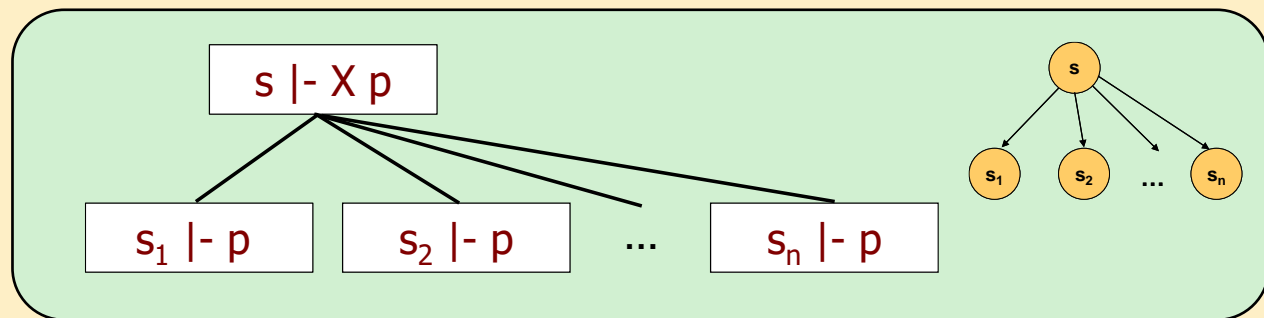 s |- X p
s₁ |- p
s₂ |- p
...
sₙ |- p
s
s₁
s₂
...
sₙ